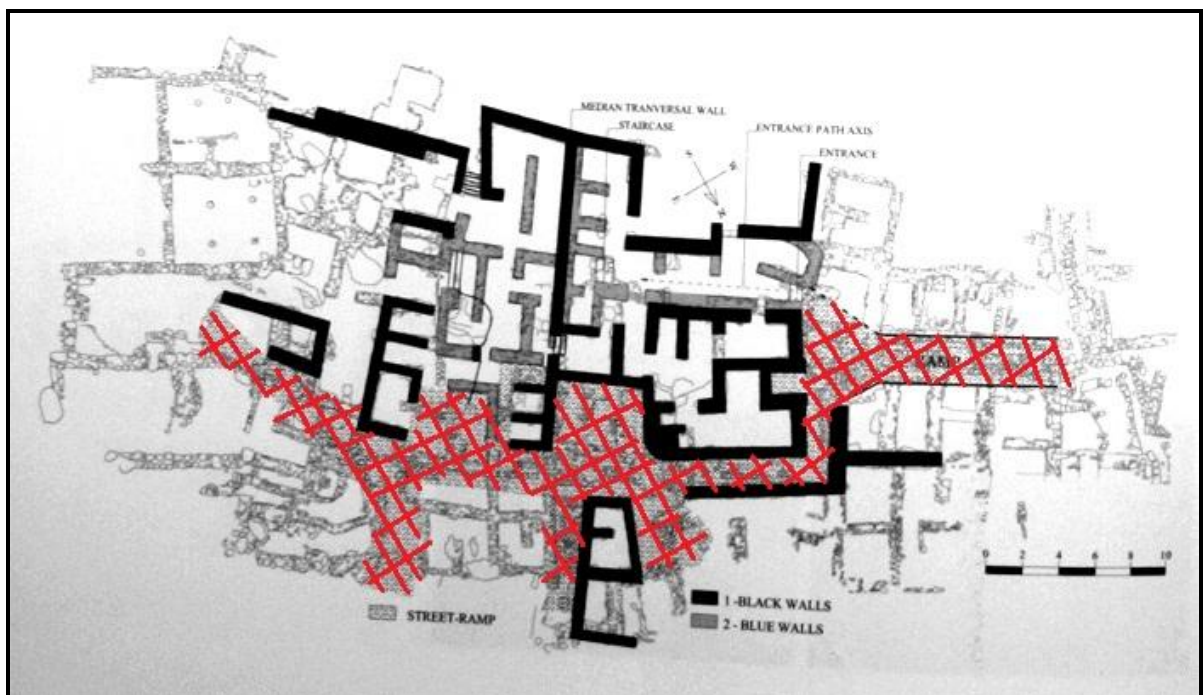 MEDIAN TRANVERSAL WALL
STAIRCASE
ENTRANCE PATH AXIS
ENTRANCE
RAMP
0 2 4 6 8 10
1 -BLACK WALLS
STREET-RAMP
2 - BLUE WALLS